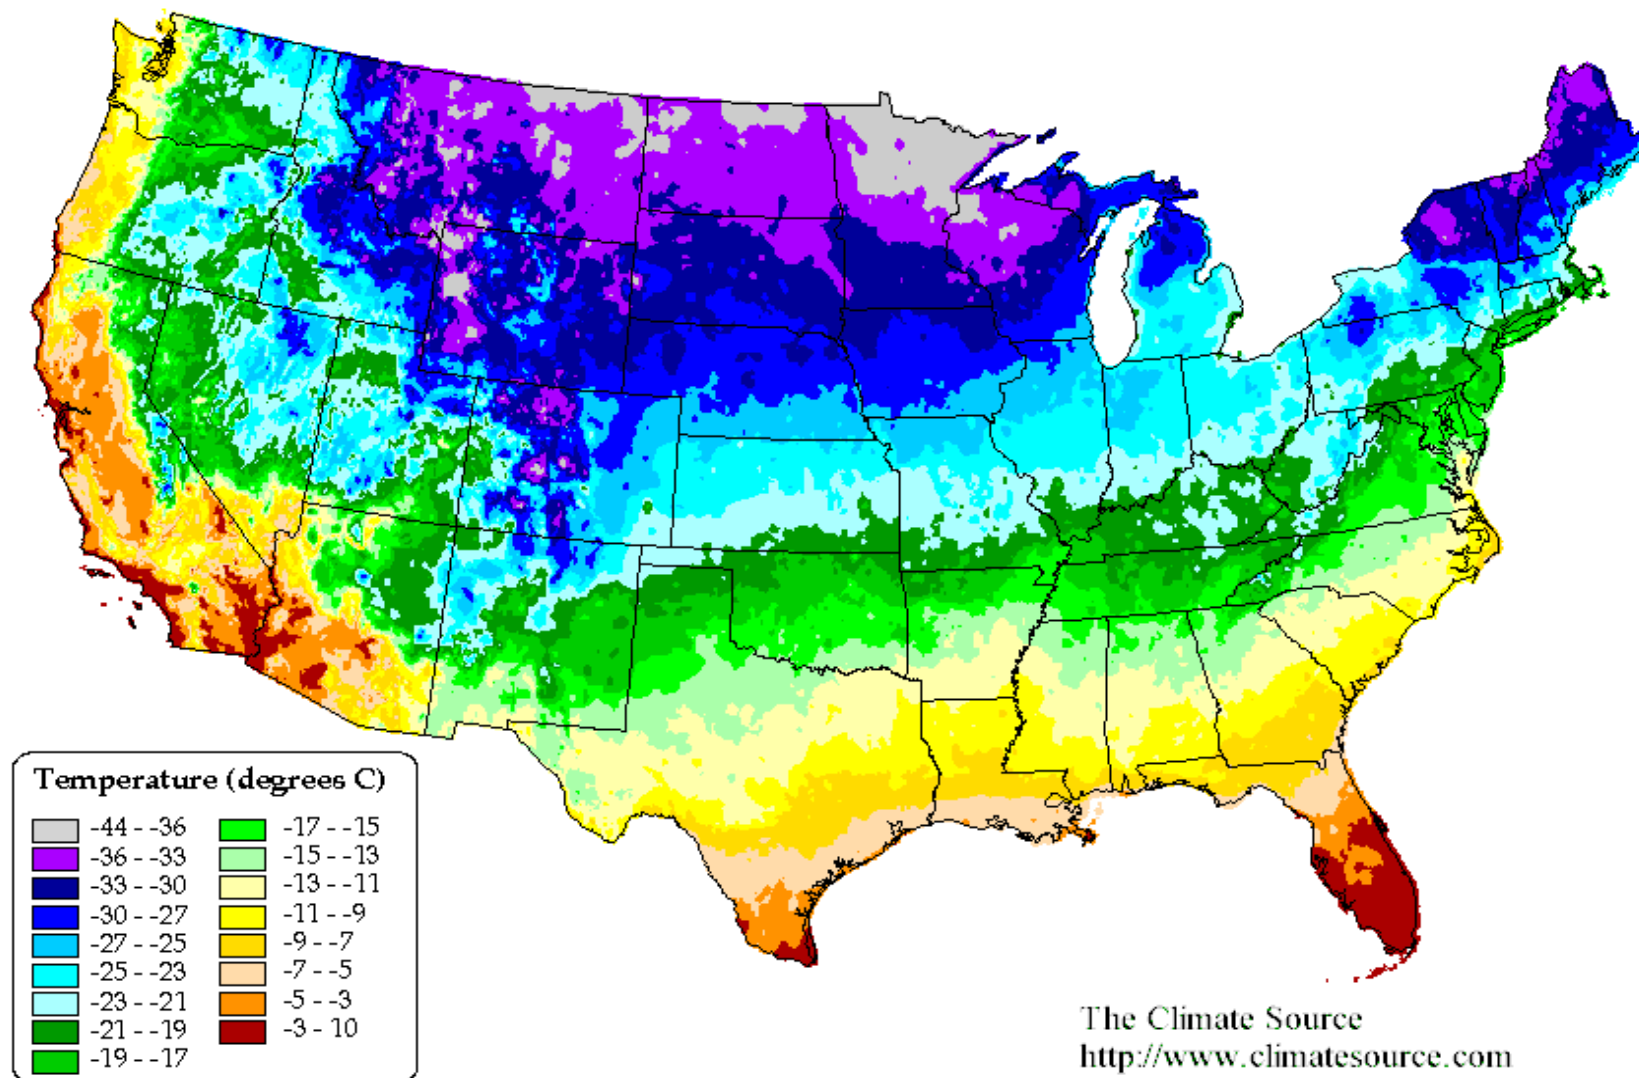 Temperature (degrees C)
-44 - -36
-36 - -33
-33 - -30
-30 - -27
-27 - -25
-25 - -23
-23 - -21
-21 - -19
-19 - -17
-17 - -15
-15 - -13
-13 - -11
-11 - -9
-9 - -7
-7 - -5
-5 - -3
-3 - 10
The Climate Source
http://www.climatesource.com